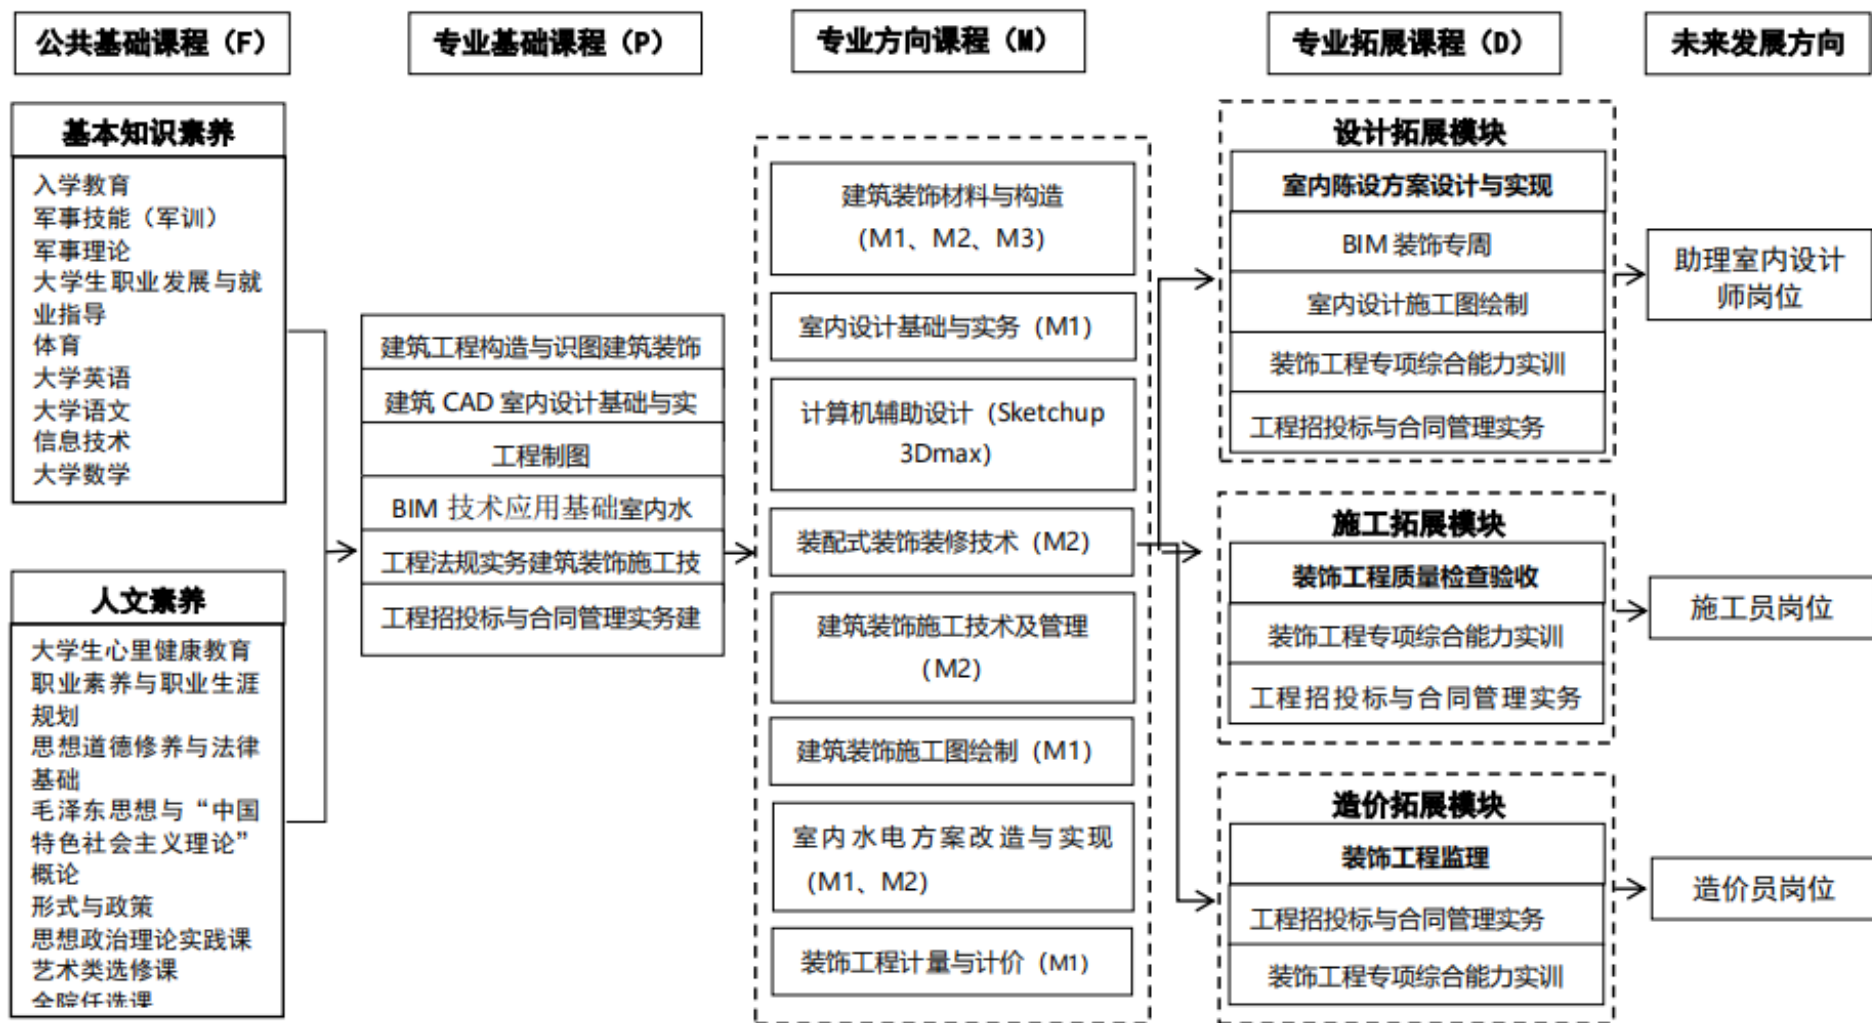 公共基础课程（F）
专业基础课程（P）
专业方向课程（M）
专业拓展课程（D）
未来发展方向
基本知识素养
入学教育
军事技能（军训）
军事理论
大学生职业发展与就
业指导
体育
大学英语
大学语文
信息技术
大学数学
人文素养
大学生心里健康教育
职业素养与职业生涯
规划
思想道德修养与法律
基础
毛泽东思想与“中国
特色社会主义理论”
概论
形式与政策
思想政治理论实践课
艺术类选修课
全院任选课
建筑工程构造与识图建筑装饰
建筑 CAD 室内设计基础与实
工程制图
BIM 技术应用基础室内水
工程法规实务建筑装饰施工技
工程招投标与合同管理实务建
建筑装饰材料与构造
（M1、M2、M3）
室内设计基础与实务（M1）
计算机辅助设计（Sketchup
3Dmax）
装配式装饰装修技术（M2）
建筑装饰施工技术及管理
（M2）
建筑装饰施工图绘制（M1）
室内水电方案改造与实现
（M1、M2）
装饰工程计量与计价（M1）
设计拓展模块
室内陈设方案设计与实现
BIM 装饰专周
室内设计施工图绘制
装饰工程专项综合能力实训
工程招投标与合同管理实务
施工拓展模块
装饰工程质量检查验收
装饰工程专项综合能力实训
工程招投标与合同管理实务
造价拓展模块
装饰工程监理
工程招投标与合同管理实务
装饰工程专项综合能力实训
助理室内设计
师岗位
施工员岗位
造价员岗位